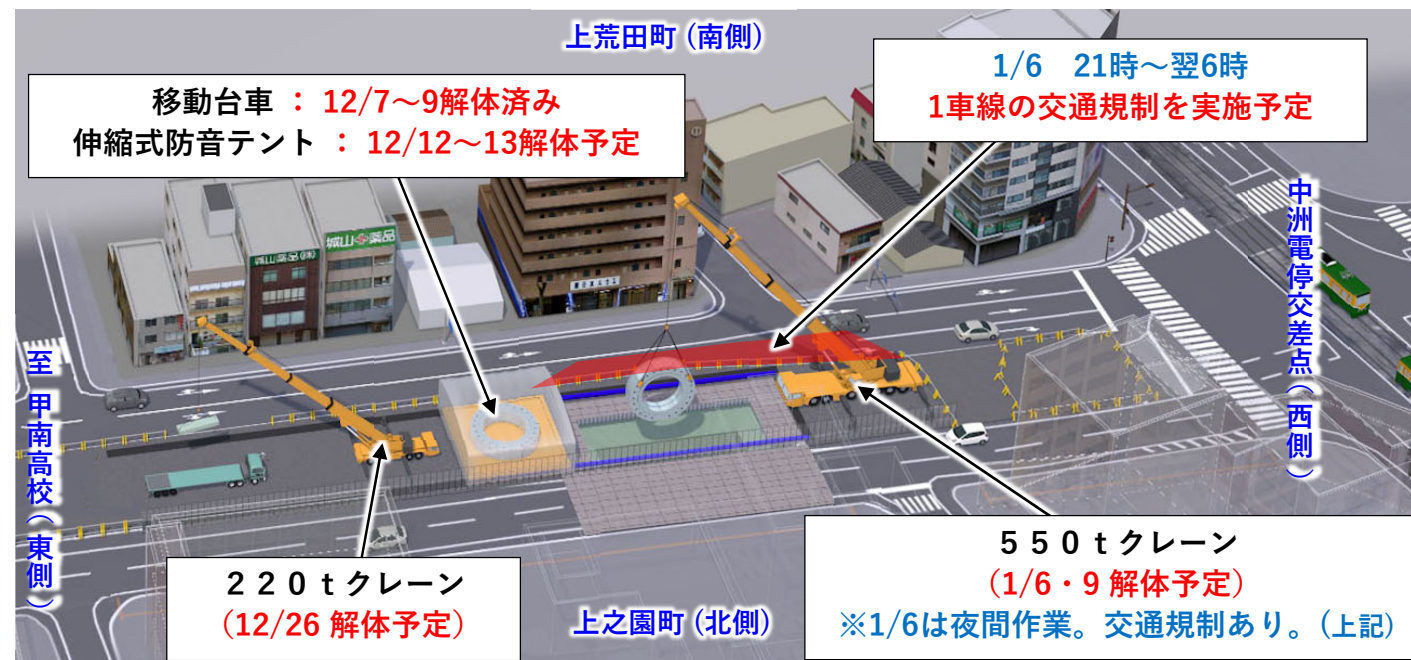 上荒田町 (南側)
移動台車 ： 12/7～9解体済み
伸縮式防音テント ： 12/12～13解体予定
1/6　21時～翌6時
1車線の交通規制を実施予定
中洲電停交差点（西側）
城山 薬品
城山薬品(株)
至 甲南高校（東側）
２２０ｔクレーン
（12/26 解体予定）
上之園町 (北側)
５５０ｔクレーン
（1/6・9 解体予定）
※1/6は夜間作業。交通規制あり。（上記）